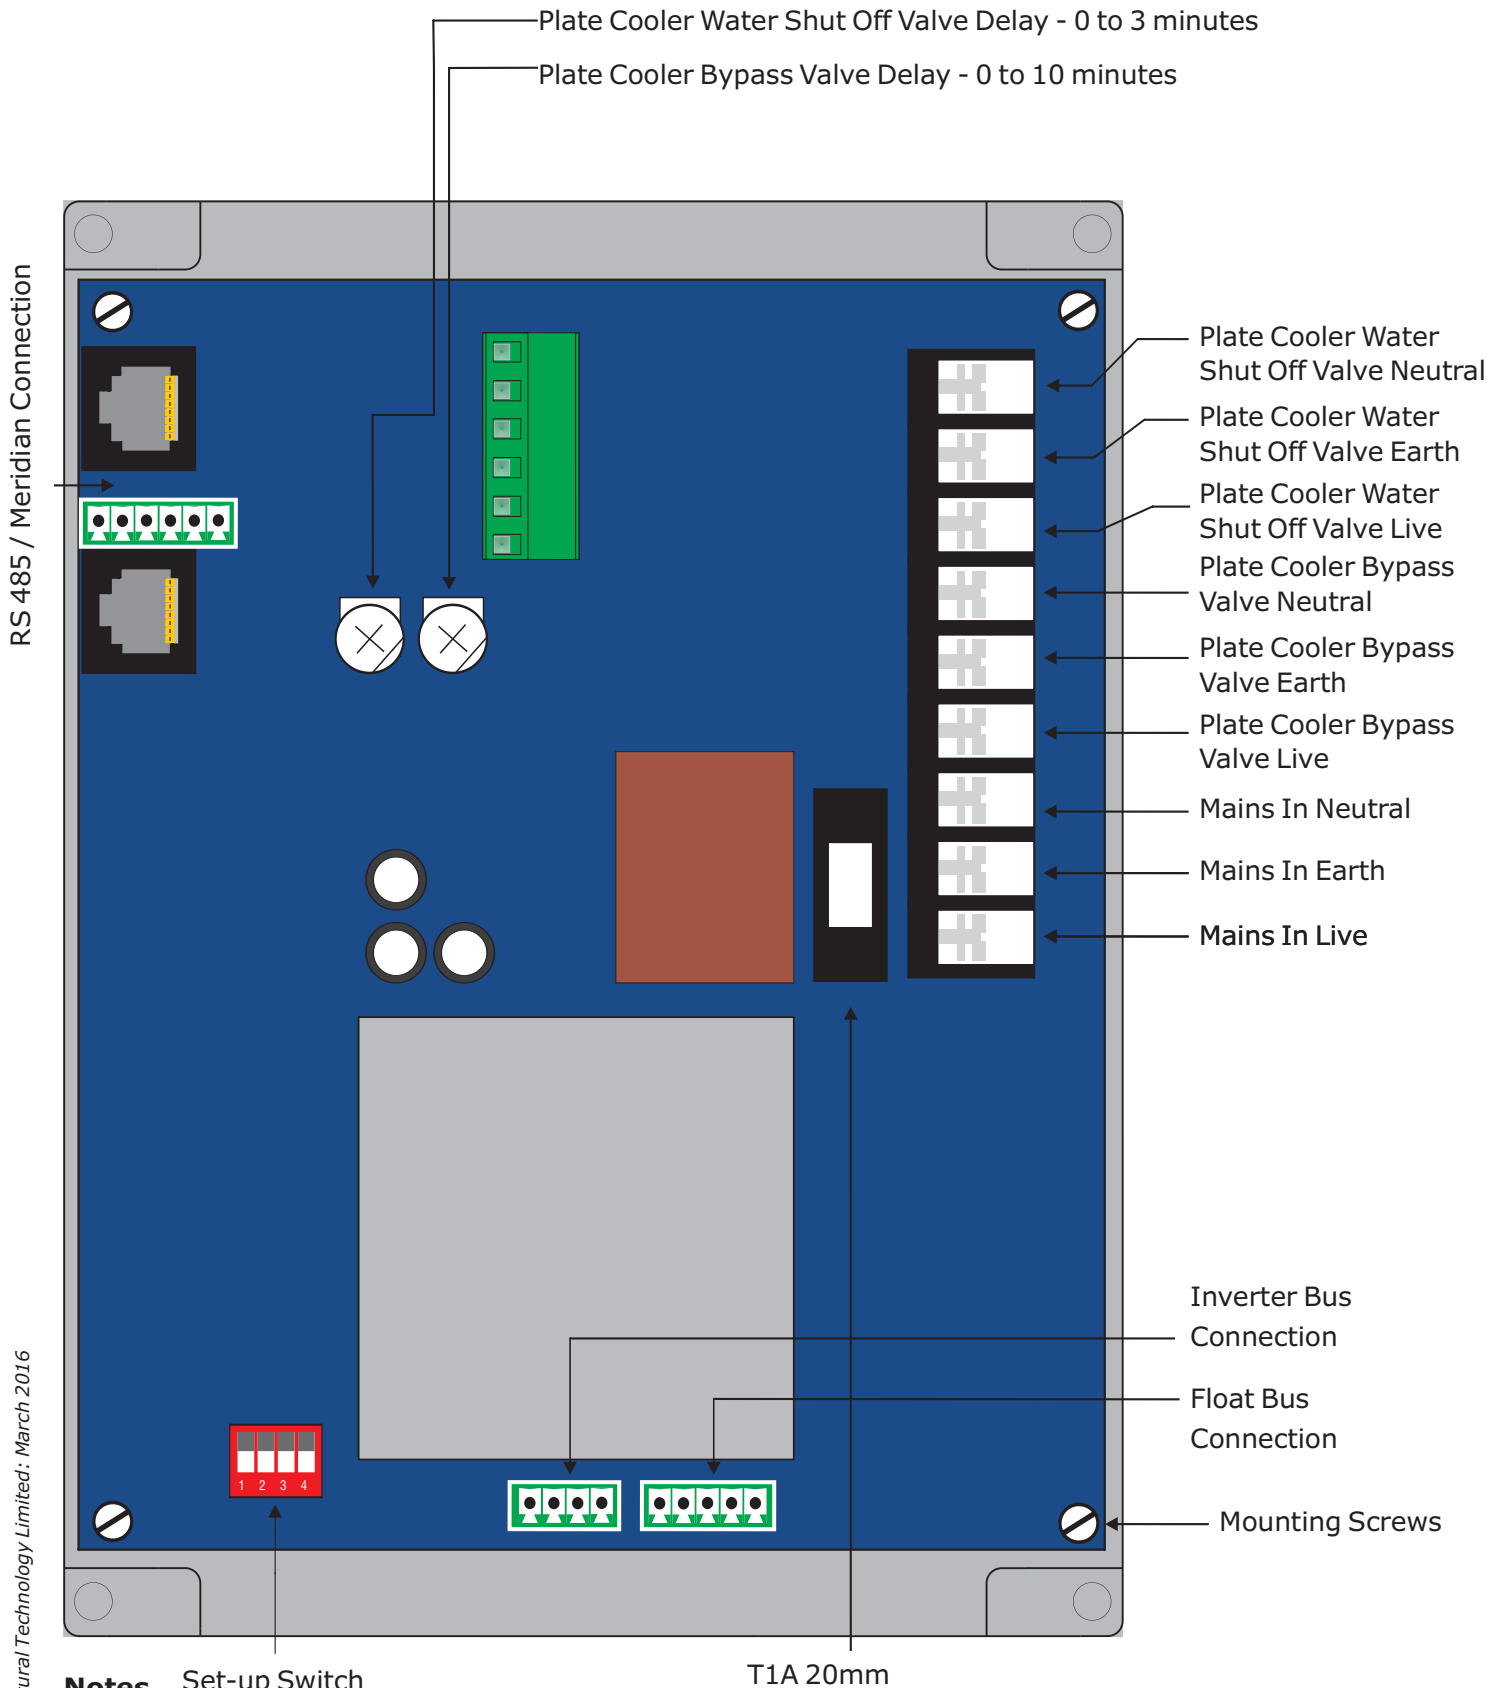 Plate Cooler Water Shut Off Valve Delay - 0 to 3 minutes
Plate Cooler Bypass Valve Delay - 0 to 10 minutes
RS 485 / Meridian Connection
Plate Cooler Water
Shut Off Valve Neutral
Plate Cooler Water
Shut Off Valve Earth
Plate Cooler Water
Shut Off Valve Live
Plate Cooler Bypass
Valve Neutral
Plate Cooler Bypass
Valve Earth
Plate Cooler Bypass
Valve Live
Mains In Neutral
Mains In Earth
Mains In Live
Inverter Bus
Connection
Float Bus
Connection
Mounting Screws
1 2 3 4
Technology Limited: March 2016
Notes
Set-up Switch
T1A 20mm